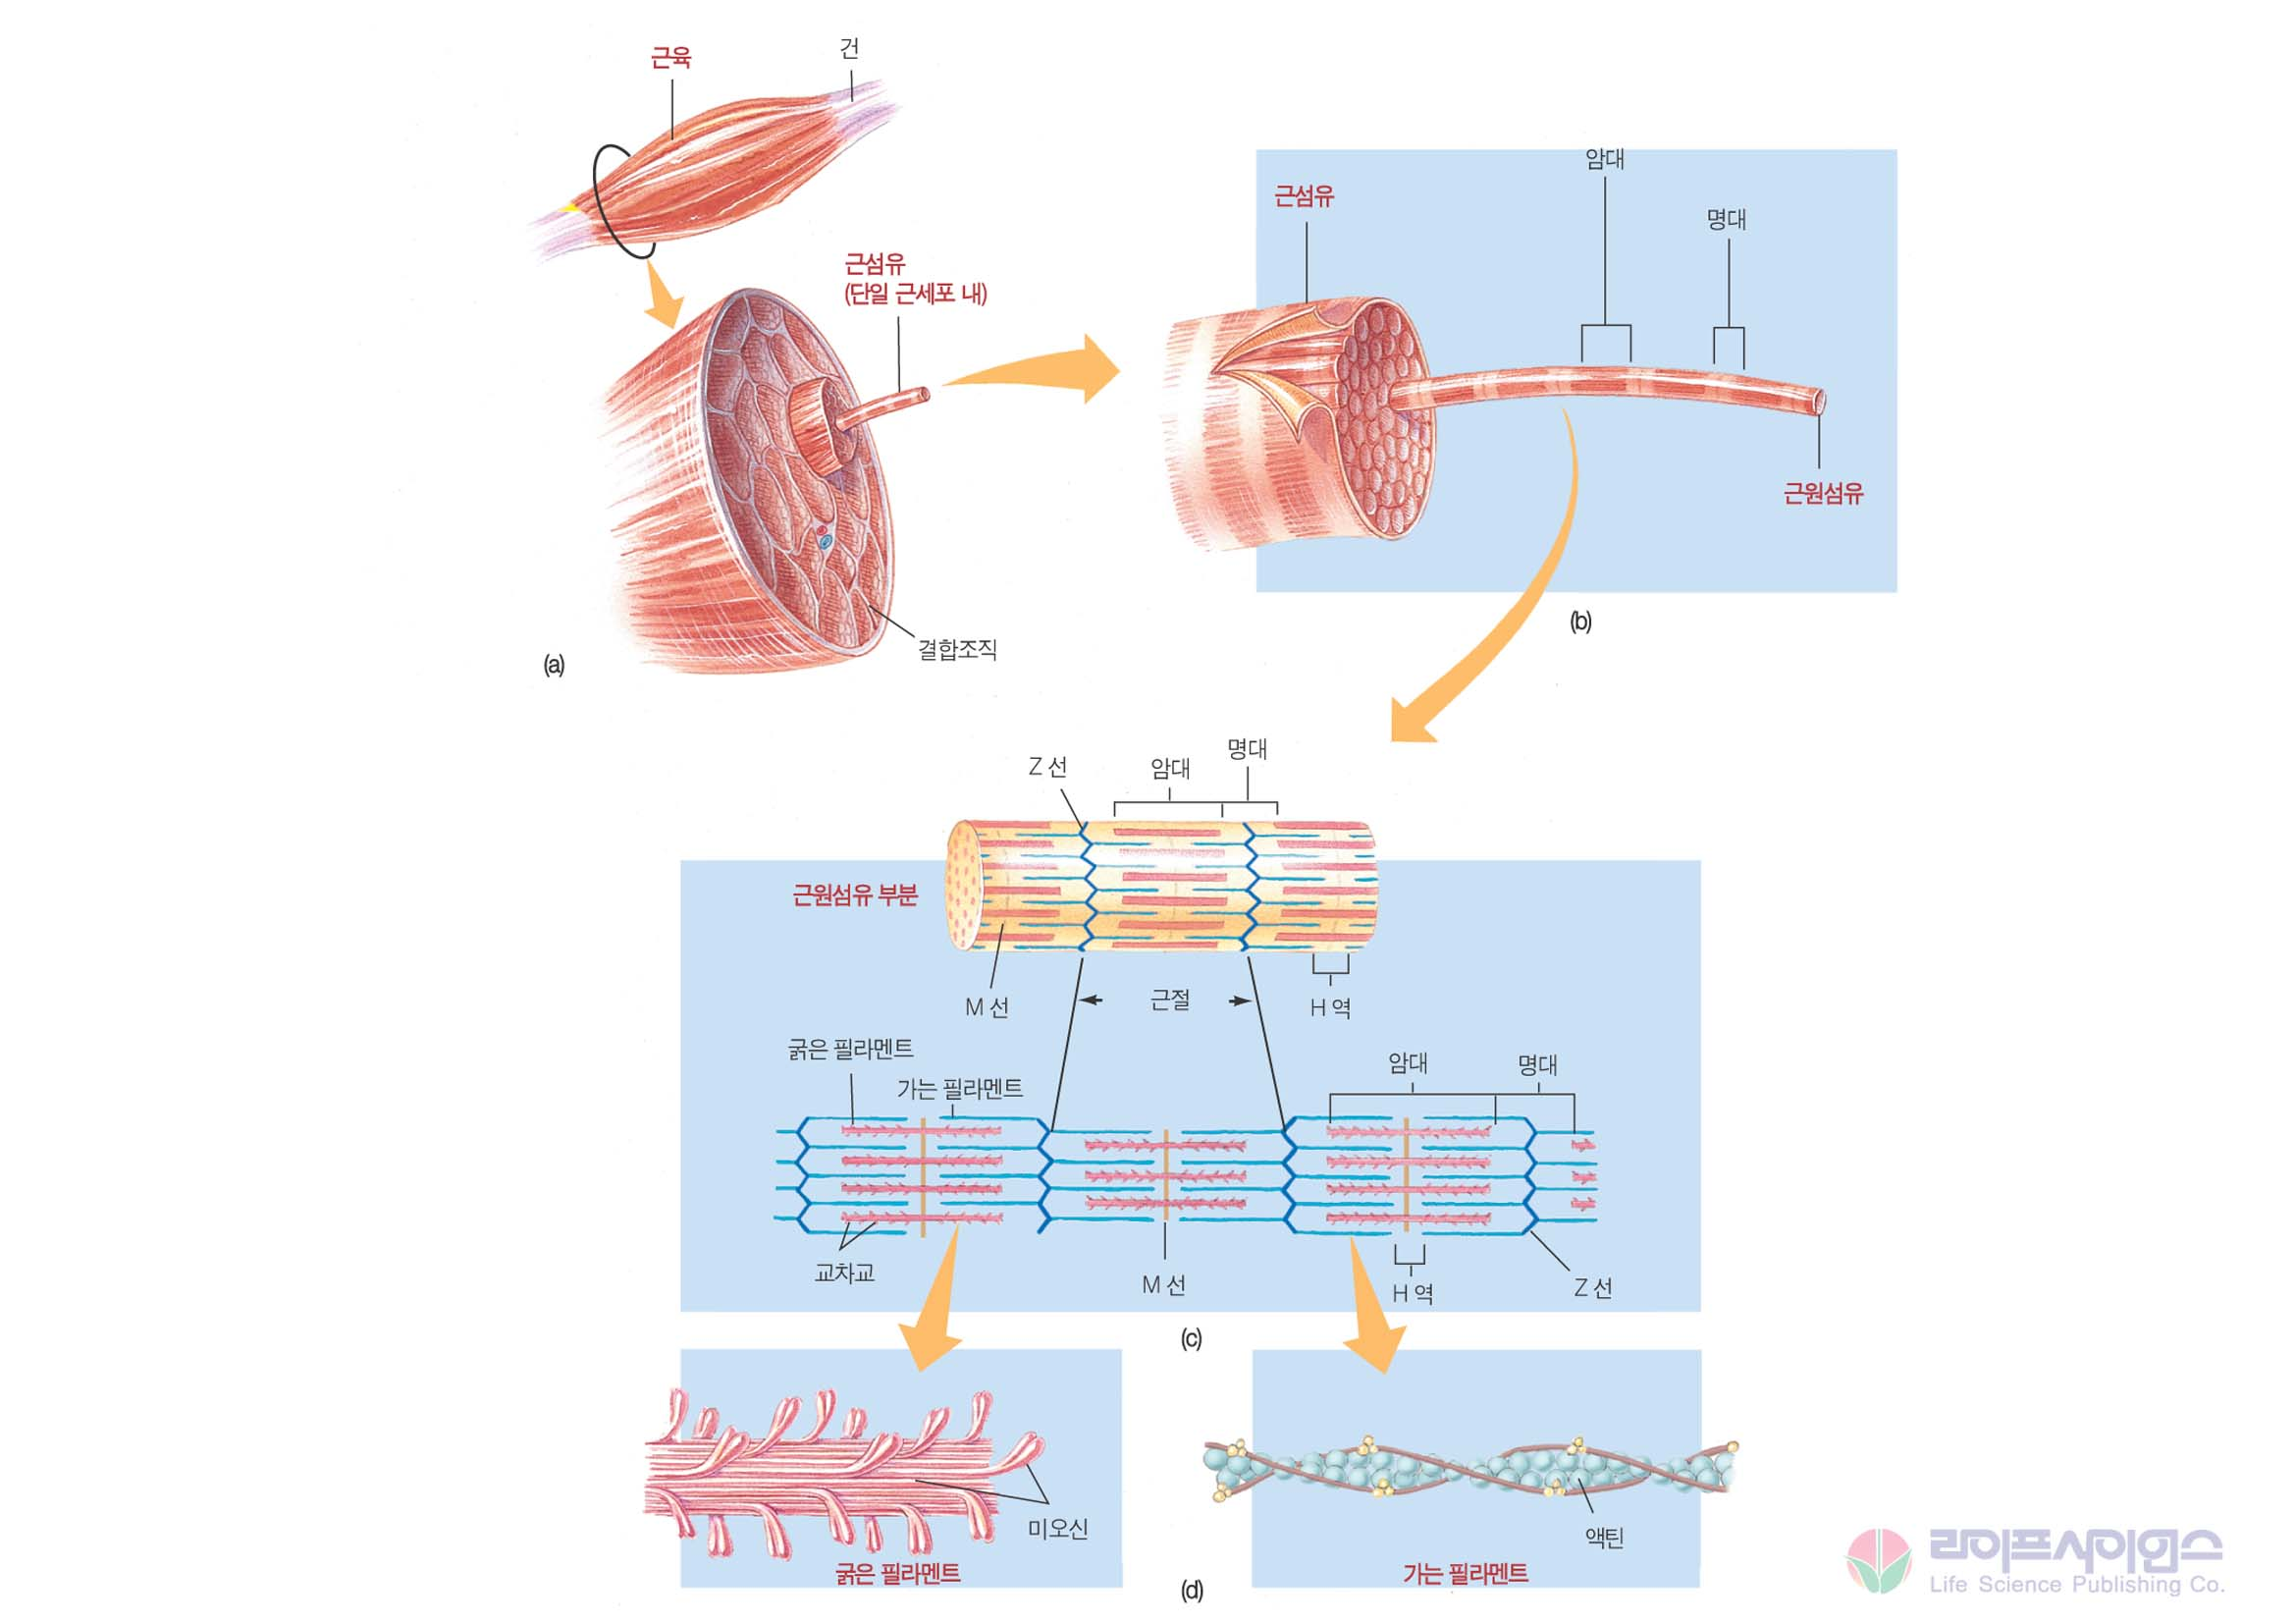 근육
건
근섬유
(단일 근세포 내)
결합조직
(a)
암대
명대
근섬유
근원섬유
(b)
Z 선
암대
명대
근원섬유 부분
M 선
근절
H 역
굵은 필라멘트
가는 필라멘트
암대
명대
교차교
M 선
H 역
Z 선
(c)
미오신
굵은 필라멘트
액틴
가는 필라멘트
(d)
라이프사이언스
Life Science Publishing Co.